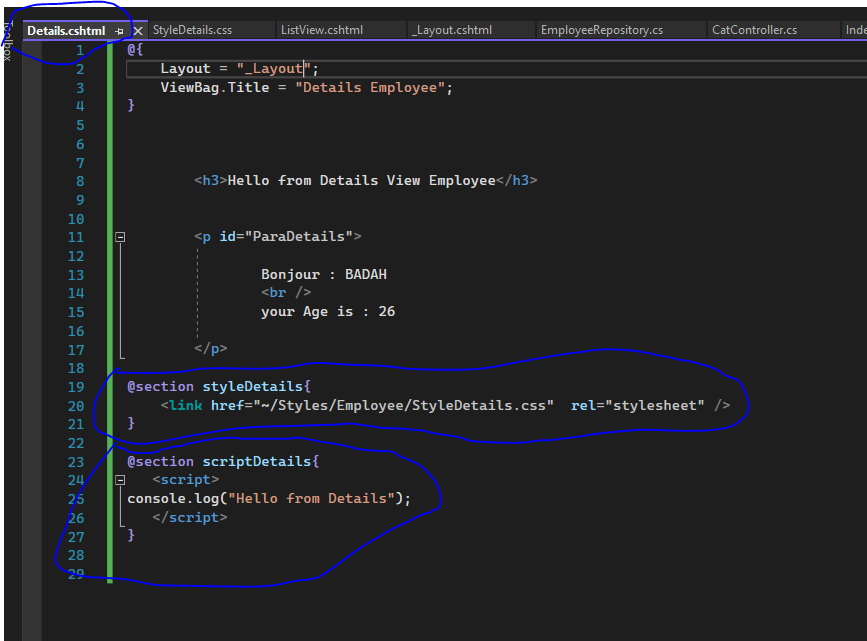 Toolbox
Details.cshtml StyleDetails.css ListView.cshtml _Layout.cshtml EmployeeRepository.cs CatController.cs Inde
1 @{
2 Layout = "_Layout";
3 ViewBag.Title = "Details Employee";
4 }
5
6
7
8 <h3>Hello from Details View Employee</h3>
9
10
11 <p id="ParaDetails">
12
13 Bonjour : BADAH
14 <br />
15 your Age is : 26
16
17 </p>
18
19 @section styleDetails{
20 <link href="~/Styles/Employee/StyleDetails.css" rel="stylesheet" />
21 }
22
23 @section scriptDetails{
24 <script>
25 console.log("Hello from Details");
26 </script>
27 }
28
29